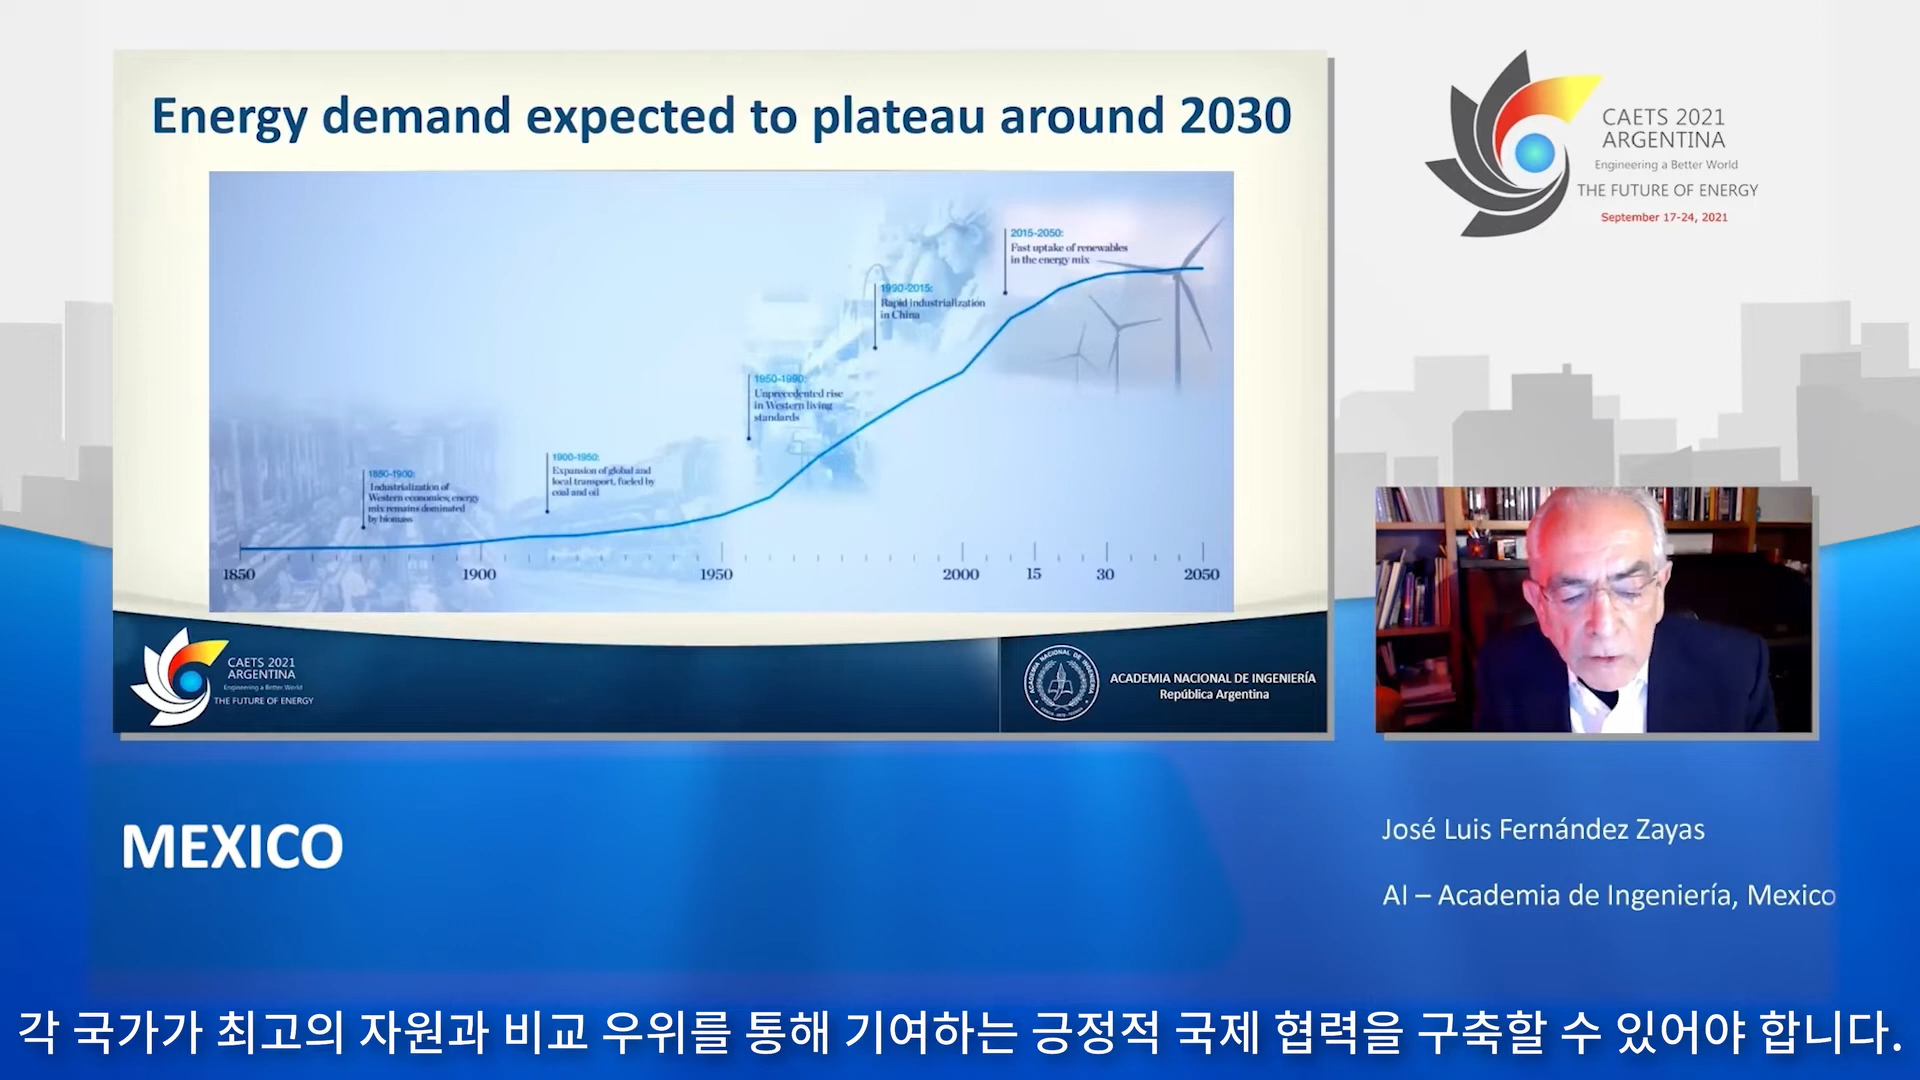 Energy demand expected to plateau around 2030
2015-2050:
Fast uptake of renewables
in the energy mix
1990-2015:
Rapid industrialization
in China
1950-1990:
Unprecedented rise
in Western living
standards
1900-1950:
Expansion of global and
local transport, fueled by
coal and oil
1850-1900:
Industrialization of
Western economies; energy
mix remains dominated
by biomass
1850 1900 1950 2000 15 30 2050
CAETS 2021
ARGENTINA
Engineering a Better World
THE FUTURE OF ENERGY
ACADEMIA NACIONAL DE INGENIERÍA
República Argentina
CAETS 2021
ARGENTINA
Engineering a Better World
THE FUTURE OF ENERGY
September 17-24, 2021
MEXICO
José Luis Fernández Zayas
AI – Academia de Ingeniería, Mexico
각 국가가 최고의 자원과 비교 우위를 통해 기여하는 긍정적 국제 협력을 구축할 수 있어야 합니다.